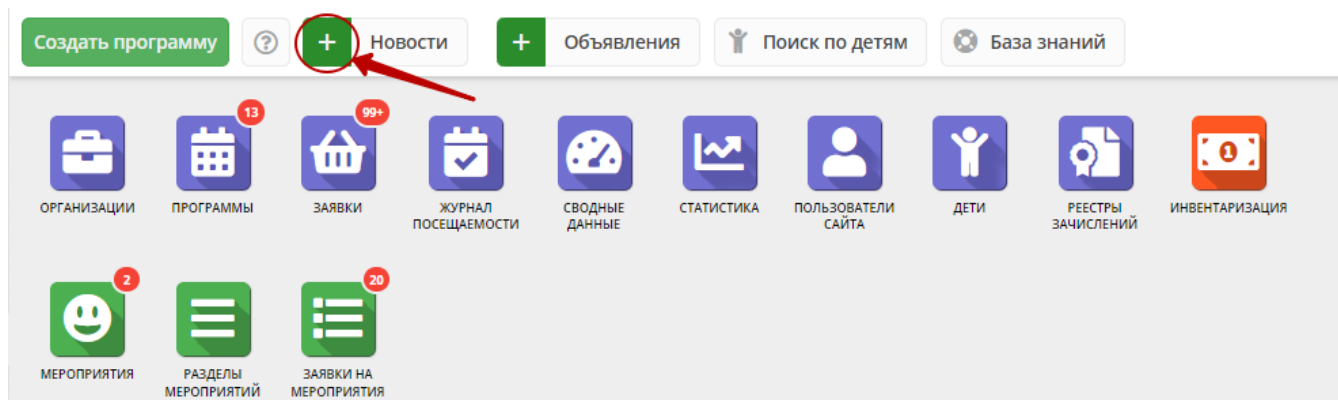 Создать программу ? + Новости + Объявления Поиск по детям База знаний
13 99+
ОРГАНИЗАЦИИ ПРОГРАММЫ ЗАЯВКИ ЖУРНАЛ СВОДНЫЕ СТАТИСТИКА ПОЛЬЗОВАТЕЛИ ДЕТИ РЕЕСТРЫ ИНВЕНТАРИЗАЦИЯ
ПОСЕЩАЕМОСТИ ДАННЫЕ САЙТА ЗАЧИСЛЕНИЙ
2 20
МЕРОПРИЯТИЯ РАЗДЕЛЫ ЗАЯВКИ НА
МЕРОПРИЯТИЙ МЕРОПРИЯТИЯ